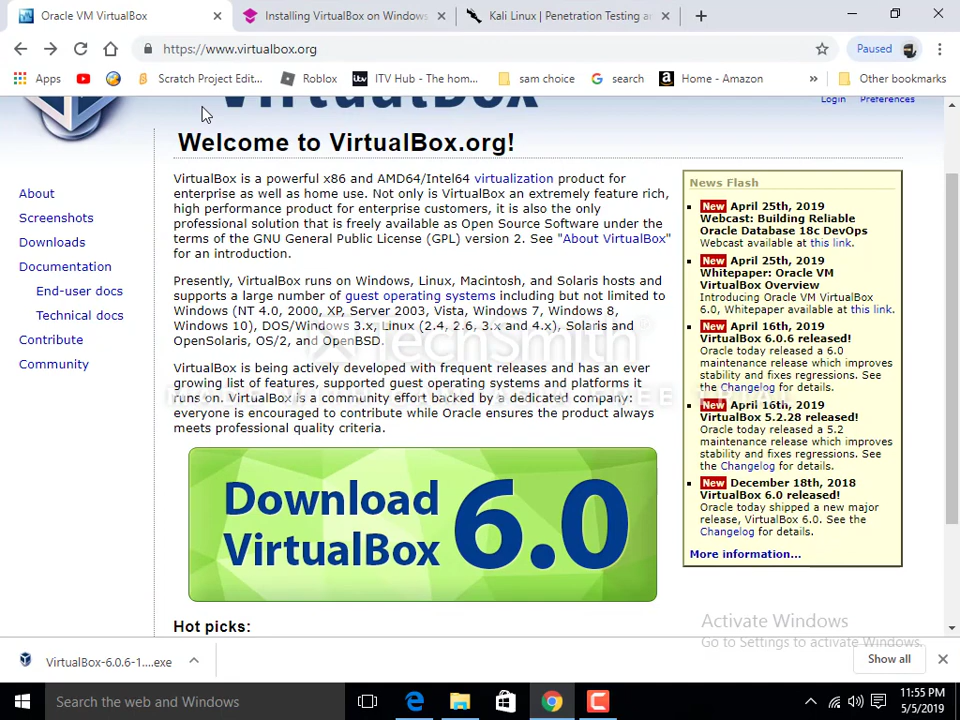 Oracle VM VirtualBox
Installing VirtualBox on Windows
Kali Linux | Penetration Testing an
https://www.virtualbox.org
Paused
Apps
Scratch Project Edit...
Roblox
itv
ITV Hub - The hom...
sam choice
search
Home - Amazon
»
Other bookmarks
VirtualBox
Login
Preferences
Welcome to VirtualBox.org!
About
Screenshots
Downloads
Documentation
End-user docs
Technical docs
Contribute
Community
VirtualBox is a powerful x86 and AMD64/Intel64 virtualization product for
enterprise as well as home use. Not only is VirtualBox an extremely feature rich,
high performance product for enterprise customers, it is also the only
professional solution that is freely available as Open Source Software under the
terms of the GNU General Public License (GPL) version 2. See "About VirtualBox"
for an introduction.
Presently, VirtualBox runs on Windows, Linux, Macintosh, and Solaris hosts and
supports a large number of guest operating systems including but not limited to
Windows (NT 4.0, 2000, XP, Server 2003, Vista, Windows 7, Windows 8,
Windows 10), DOS/Windows 3.x, Linux (2.4, 2.6, 3.x and 4.x), Solaris and
OpenSolaris, OS/2, and OpenBSD.
VirtualBox is being actively developed with frequent releases and has an ever
growing list of features, supported guest operating systems and platforms it
runs on. VirtualBox is a community effort backed by a dedicated company:
everyone is encouraged to contribute while Oracle ensures the product always
meets professional quality criteria.
TechSmith®
Download
VirtualBox 6.0
Hot picks:
News Flash
New April 25th, 2019
Webcast: Building Reliable
Oracle Database 18c DevOps
Webcast available at this link.
New April 25th, 2019
Whitepaper: Oracle VM
VirtualBox Overview
Introducing Oracle VM VirtualBox
6.0, Whitepaper available at this link.
New April 16th, 2019
VirtualBox 6.0.6 released!
Oracle today released a 6.0
maintenance release which improves
stability and fixes regressions. See
the Changelog for details.
New April 16th, 2019
VirtualBox 5.2.28 released!
Oracle today released a 5.2
maintenance release which improves
stability and fixes regressions. See
the Changelog for details.
New December 18th, 2018
VirtualBox 6.0 released!
Oracle today shipped a new major
release, VirtualBox 6.0. See the
Changelog for details.
More information...
Activate Windows
Go to Settings to activate Windows.
VirtualBox-6.0.6-1....exe
Show all
Search the web and Windows
11:55 PM
5/5/2019